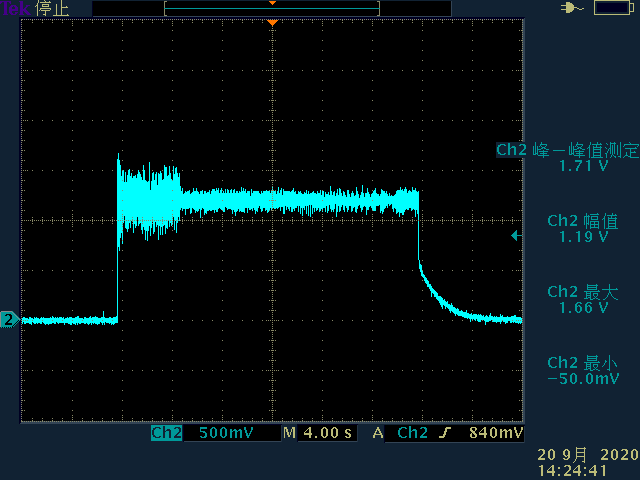 Tek 停止
Ch2 峰－峰值测定
1.71 V
Ch2 幅值
1.19 V
Ch2 最大
1.66 V
Ch2 最小
−50.0mV
2
Ch2 500mV M 4.00 s A Ch2 840mV
20 9月 2020
14:24:41